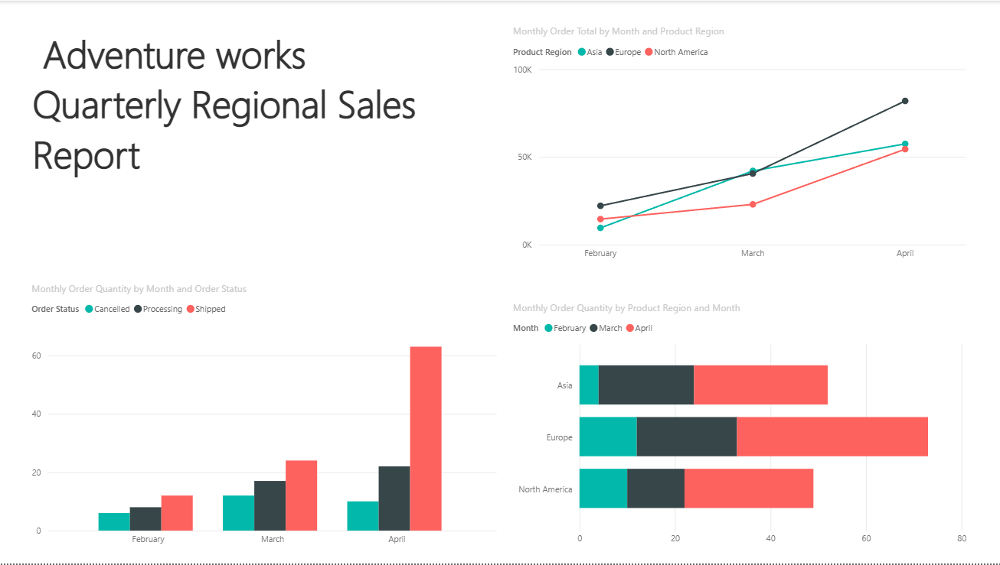 Adventure works
Quarterly Regional Sales
Report
Monthly Order Total by Month and Product Region
Product Region Asia Europe North America
100K
50K
0K
February March April
Monthly Order Quantity by Month and Order Status
Order Status Cancelled Processing Shipped
60
40
20
0
February March April
Monthly Order Quantity by Product Region and Month
Month February March April
Asia
Europe
North America
0 20 40 60 80